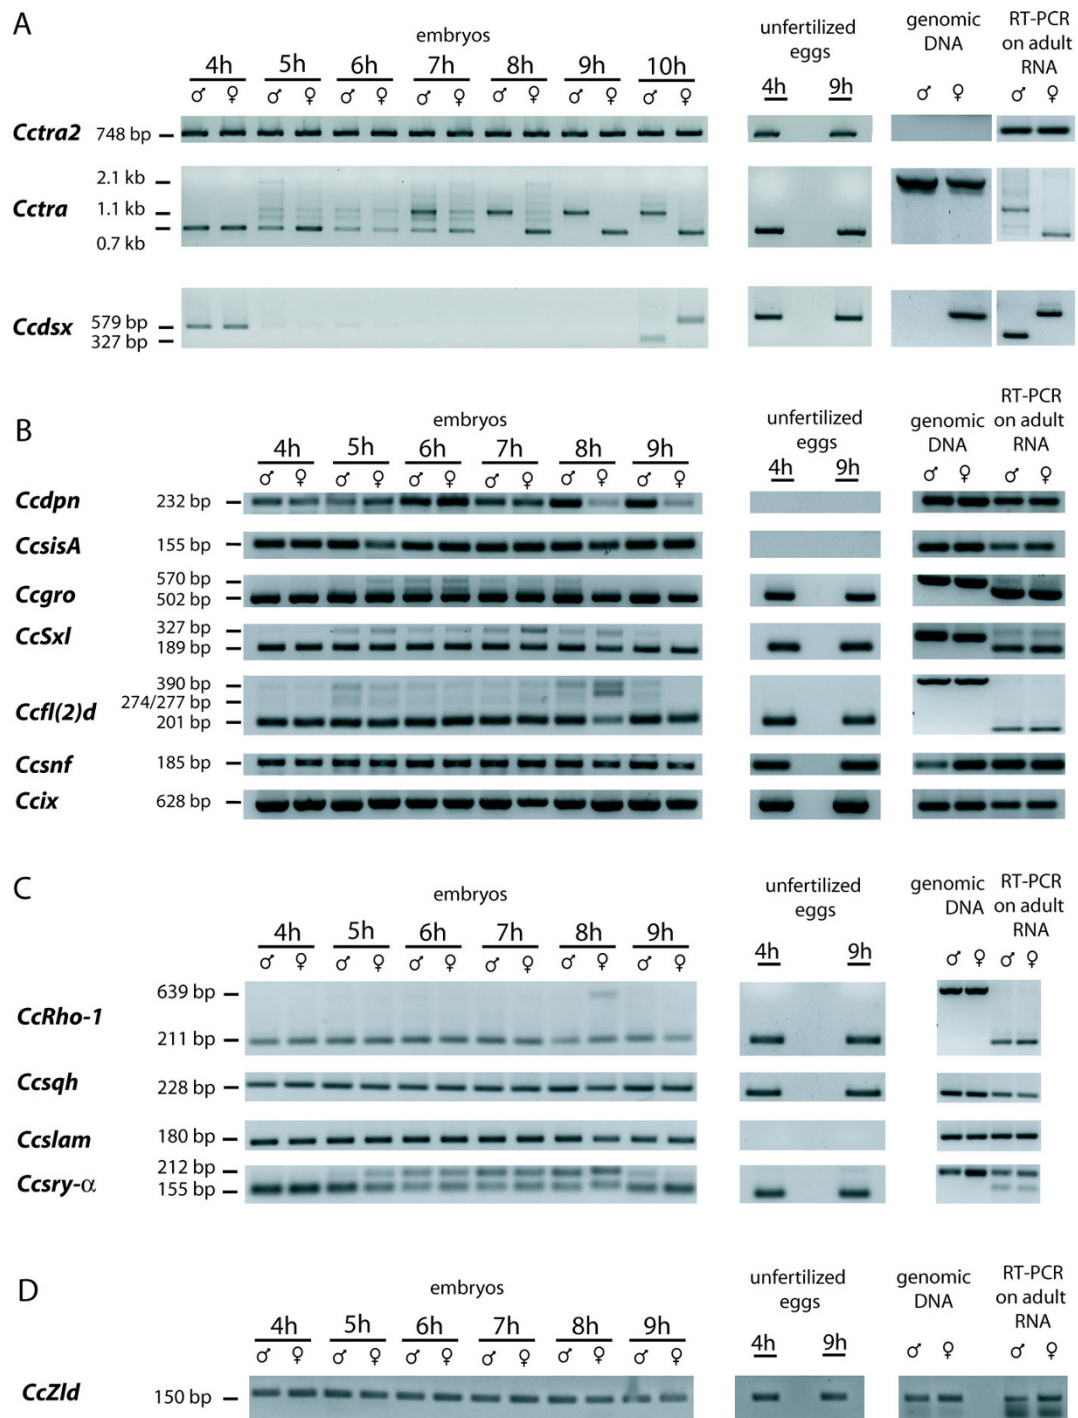 A
embryos
unfertilized eggs
genomic DNA
RT-PCR on adult RNA
4h 5h 6h 7h 8h 9h 10h
4h 9h
♂ ♀ ♂ ♀ ♂ ♀ ♂ ♀ ♂ ♀ ♂ ♀ ♂ ♀
♂ ♀ ♂ ♀
Cctra2 748 bp
Cctra
2.1 kb
1.1 kb
0.7 kb
Ccdsx
579 bp
327 bp
B
embryos
unfertilized eggs
genomic DNA
RT-PCR on adult RNA
4h 5h 6h 7h 8h 9h
4h 9h
♂ ♀ ♂ ♀ ♂ ♀ ♂ ♀ ♂ ♀ ♂ ♀
♂ ♀ ♂ ♀
Ccdpn 232 bp
CcsisA 155 bp
Ccgro
570 bp
502 bp
CcSxl
327 bp
189 bp
Ccfl(2)d
390 bp
274/277 bp
201 bp
Ccsnf 185 bp
Ccix 628 bp
C
embryos
unfertilized eggs
genomic DNA
RT-PCR on adult RNA
4h 5h 6h 7h 8h 9h
4h 9h
♂ ♀ ♂ ♀ ♂ ♀ ♂ ♀ ♂ ♀ ♂ ♀
♂ ♀ ♂ ♀
CcRho-1
639 bp
211 bp
Ccsqh 228 bp
Ccslam 180 bp
Ccsry-α
212 bp
155 bp
D
embryos
unfertilized eggs
genomic DNA
RT-PCR on adult RNA
4h 5h 6h 7h 8h 9h
4h 9h
♂ ♀ ♂ ♀ ♂ ♀ ♂ ♀ ♂ ♀ ♂ ♀
♂ ♀ ♂ ♀
CcZld 150 bp